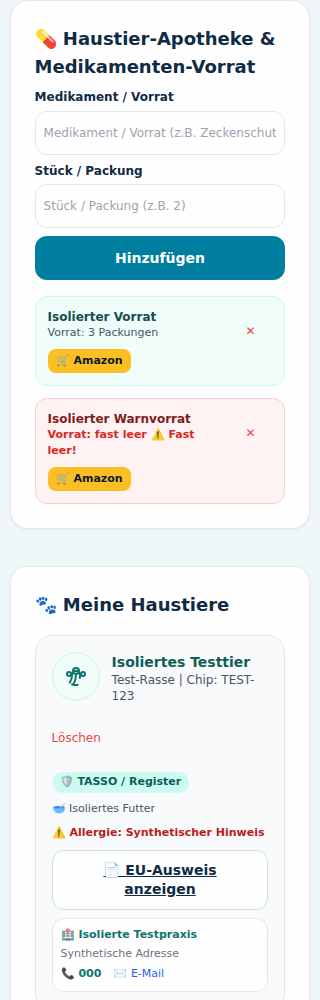 💊 Haustier-Apotheke &
Medikamenten-Vorrat
Medikament / Vorrat
Medikament / Vorrat (z.B. Zeckenschut
Stück / Packung
Stück / Packung (z.B. 2)
Hinzufügen
Isolierter Vorrat
Vorrat: 3 Packungen
✕
🛒 Amazon
Isolierter Warnvorrat
Vorrat: fast leer ⚠️ Fast
leer!
✕
🛒 Amazon
🐾 Meine Haustiere
Isoliertes Testtier
Test-Rasse | Chip: TEST-
123
Löschen
🛡️ TASSO / Register
🥣 Isoliertes Futter
⚠️ Allergie: Synthetischer Hinweis
📄 EU-Ausweis
anzeigen
🏥 Isolierte Testpraxis
Synthetische Adresse
📞 000 ✉️ E-Mail